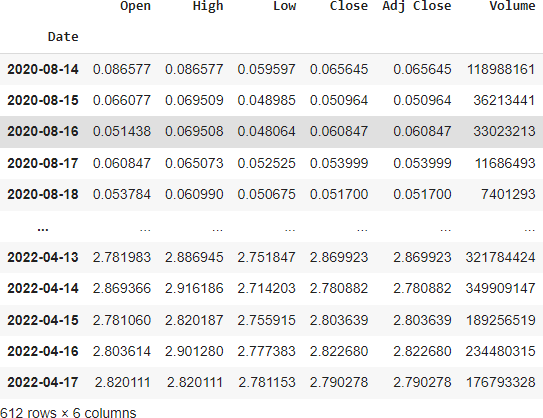 Open High Low Close Adj Close Volume
Date
2020-08-14 0.086577 0.086577 0.059597 0.065645 0.065645 118988161
2020-08-15 0.066077 0.069509 0.048985 0.050964 0.050964 36213441
2020-08-16 0.051438 0.069508 0.048064 0.060847 0.060847 33023213
2020-08-17 0.060847 0.065073 0.052525 0.053999 0.053999 11686493
2020-08-18 0.053784 0.060990 0.050675 0.051700 0.051700 7401293
... ... ... ... ... ... ...
2022-04-13 2.781983 2.886945 2.751847 2.869923 2.869923 321784424
2022-04-14 2.869366 2.916186 2.714203 2.780882 2.780882 349909147
2022-04-15 2.781060 2.820187 2.755915 2.803639 2.803639 189256519
2022-04-16 2.803614 2.901280 2.777383 2.822680 2.822680 234480315
2022-04-17 2.820111 2.820111 2.781153 2.790278 2.790278 176793328
612 rows × 6 columns